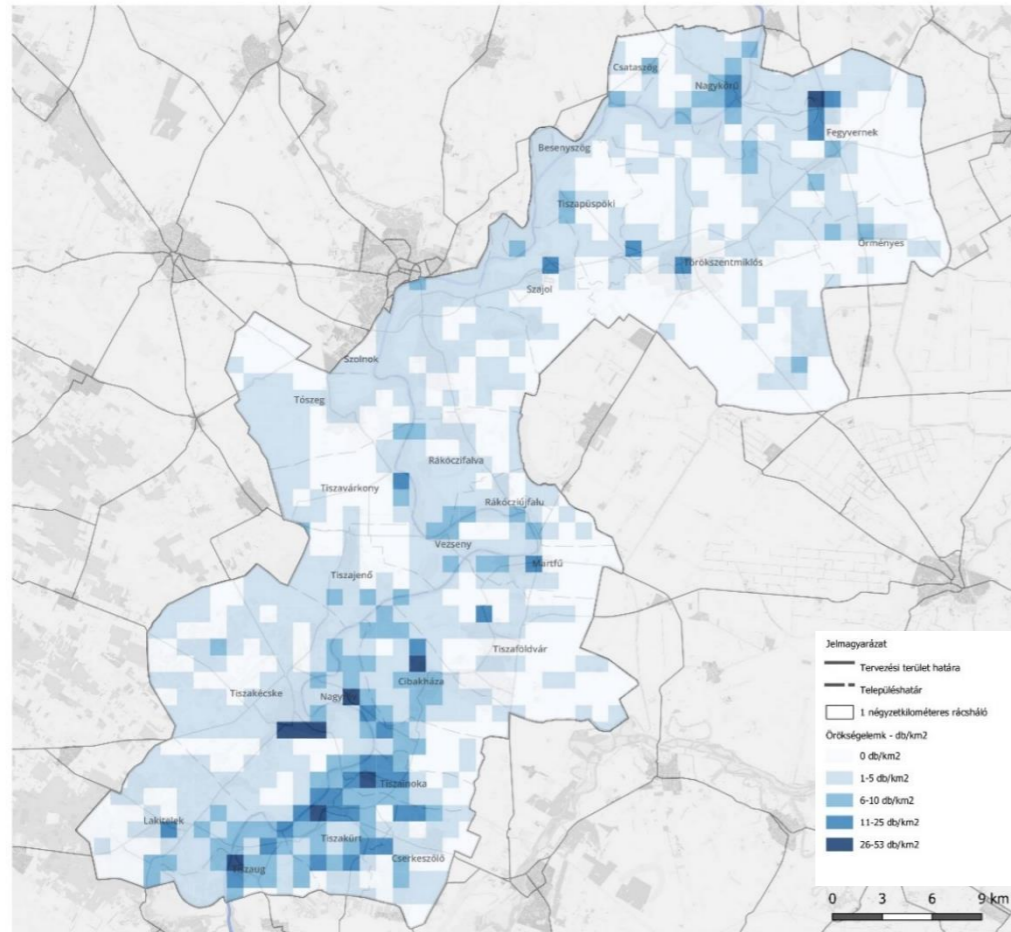 Csataszög
Nagykörű
Fegyvernek
Besenyszög
Tiszapüspöki
Örményes
Törökszentmiklós
Szajol
Szolnok
Tószeg
Rákóczifalva
Tiszavárkony
Rákócziújfalu
Vezseny
Martfű
Tiszajenő
Tiszaföldvár
Cibakháza
Tiszakécske
Nagy
Tiszainoka
Lakitelek
Tiszakürt
Cserkeszőlő
Tiszaug
Jelmagyarázat
Tervezési terület határa
Településhatár
1 négyzetkilométeres rácsháló
Örökségelemk - db/km2
0 db/km2
1-5 db/km2
6-10 db/km2
11-25 db/km2
26-53 db/km2
0 3 6 9 km